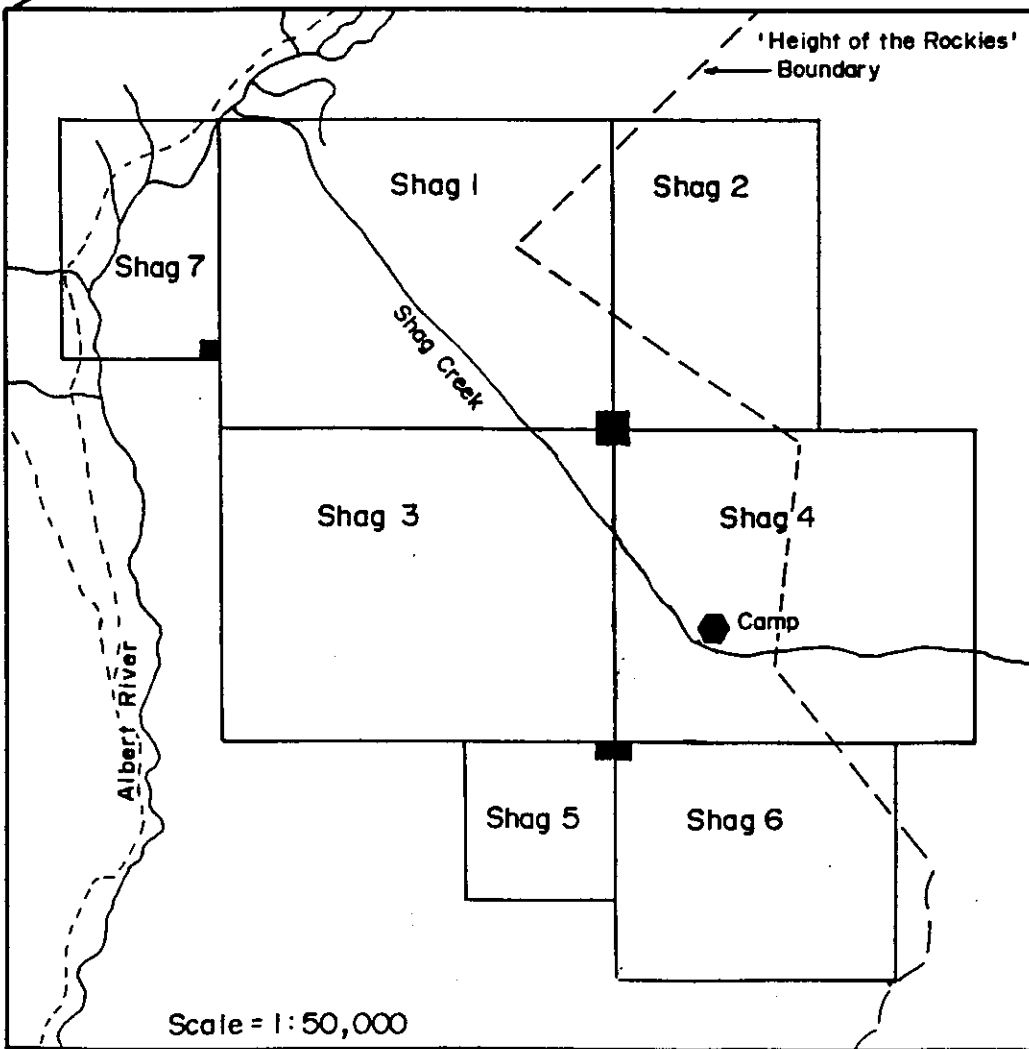 'Height of the Rockies'
Boundary
Shag 1
Shag 2
Shag 7
Shag Creek
Shag 3
Shag 4
Camp
Albert River
Shag 5
Shag 6
Scale = 1:50,000